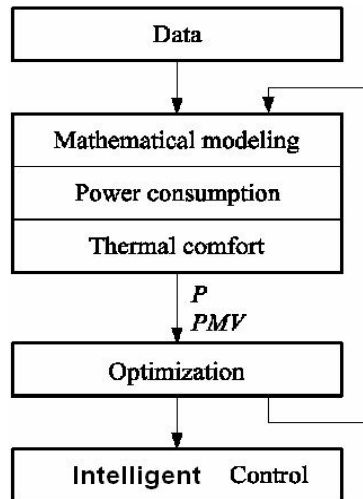 Data
Mathematical modeling
Power consumption
Thermal comfort
P
PMV
Optimization
Intelligent Control